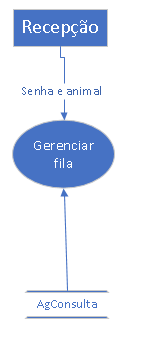 Recepção
Senha e animal
Gerenciar
fila
AgConsulta